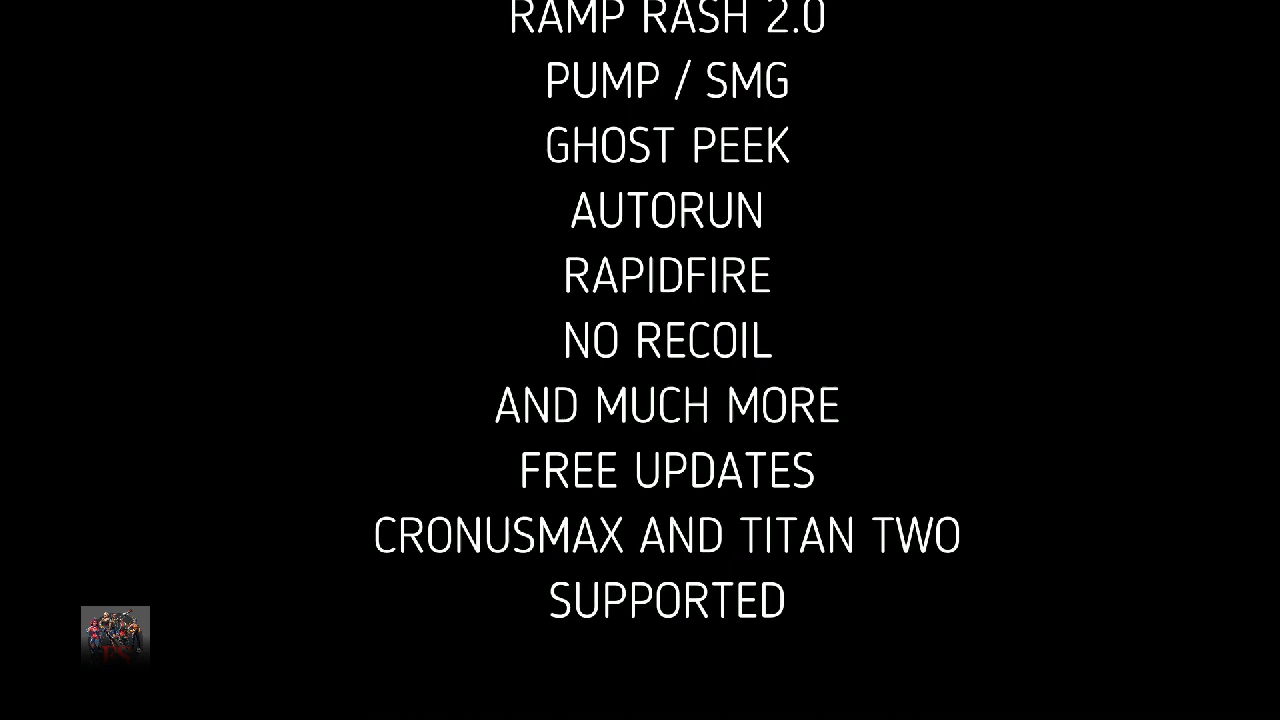 RAMP RASH 2.0
PUMP / SMG
GHOST PEEK
AUTORUN
RAPIDFIRE
NO RECOIL
AND MUCH MORE
FREE UPDATES
CRONUSMAX AND TITAN TWO
SUPPORTED